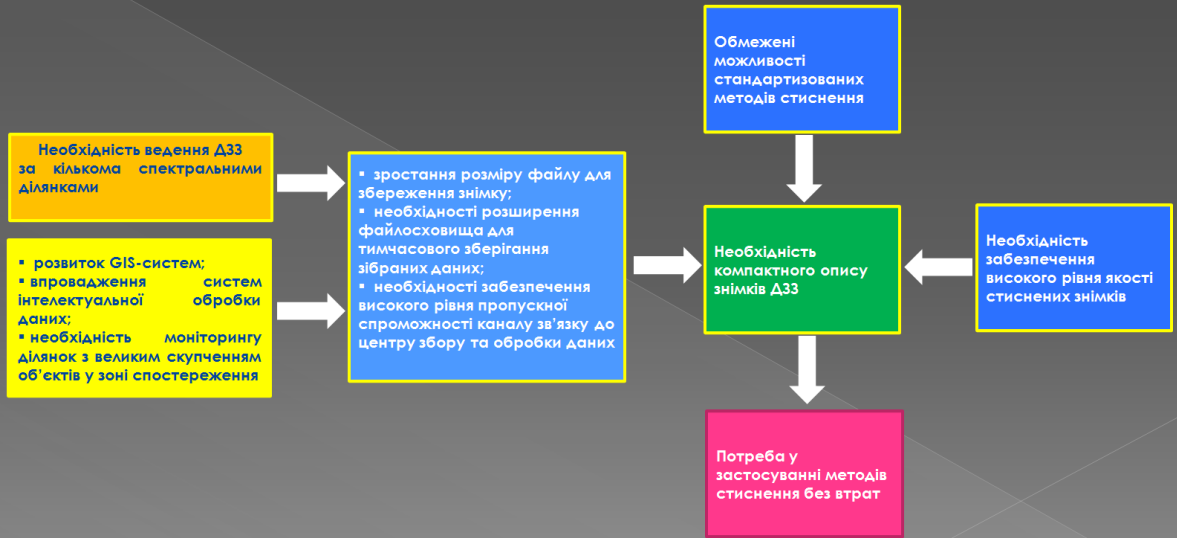 Необхідність ведення ДЗЗ
за кількома спектральними
ділянками
▪ розвиток GIS-систем;
▪ впровадження систем
інтелектуальної обробки
даних;
▪ необхідність моніторингу
ділянок з великим скупченням
об’єктів у зоні спостереження
▪ зростання розміру файлу для
збереження знімку;
▪ необхідності розширення
файлосховища для
тимчасового зберігання
зібраних даних;
▪ необхідності забезпечення
високого рівня пропускної
спроможності каналу зв’язку до
центру збору та обробки даних
Обмежені
можливості
стандартизованих
методів стиснення
Необхідність
компактного опису
знімків ДЗЗ
Необхідність
забезпечення
високого рівня якості
стиснених знімків
Потреба у
застосуванні методів
стиснення без втрат